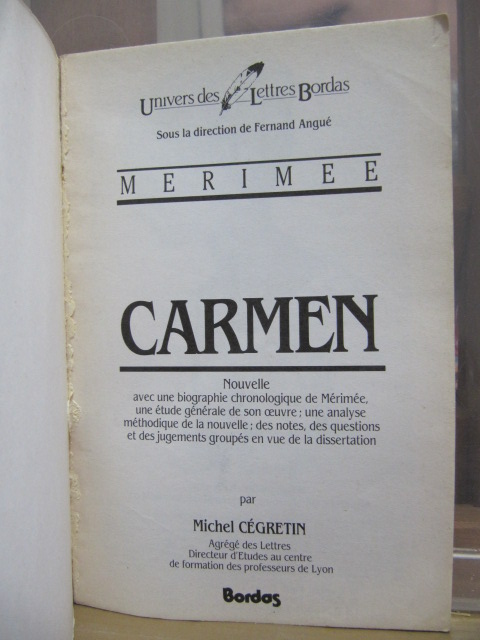 Univers des Lettres Bordas
Sous la direction de Fernand Angué
MERIMEE
CARMEN
Nouvelle
avec une biographie chronologique de Mérimée,
une étude générale de son œuvre ; une analyse
méthodique de la nouvelle ; des notes, des questions
et des jugements groupés en vue de la dissertation
par
Michel CÉGRETIN
Agrégé des Lettres
Directeur d'Etudes au centre
de formation des professeurs de Lyon
Bordas